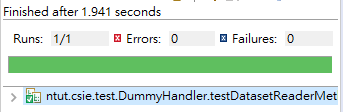 Finished after 1.941 seconds
Runs: 1/1 Errors: 0 Failures: 0
ntut.csie.test.DummyHandler.testDatasetReaderMet